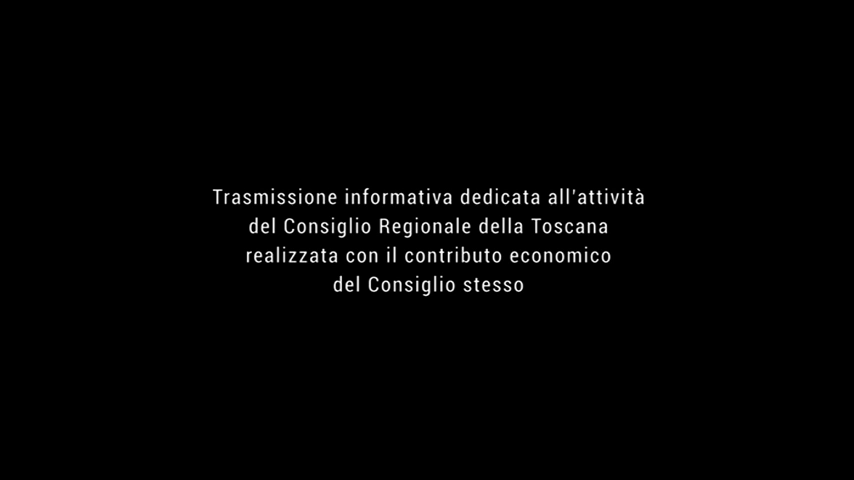 Trasmissione informativa dedicata all'attività
del Consiglio Regionale della Toscana
realizzata con il contributo economico
del Consiglio stesso